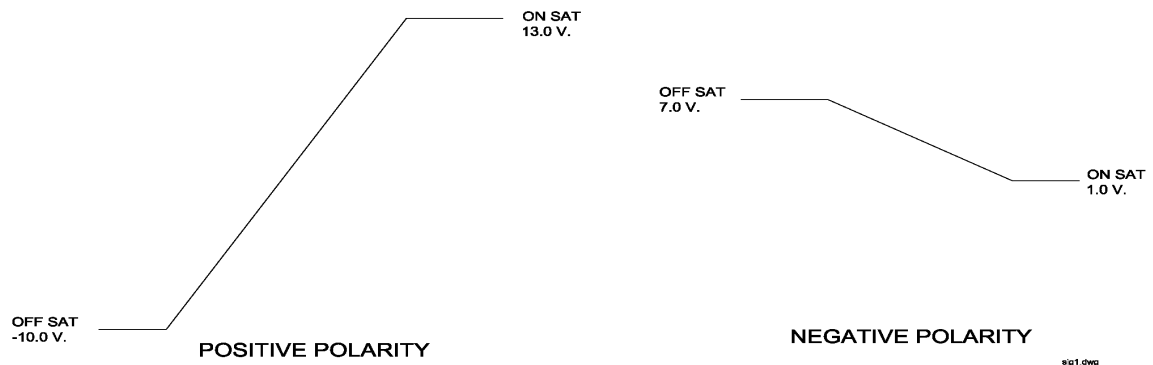 ON SAT
13.0 V.
OFF SAT
-10.0 V.
POSITIVE POLARITY
OFF SAT
7.0 V.
ON SAT
1.0 V.
NEGATIVE POLARITY
sig1.dwg